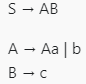 S → AB
A → Aa | b
B → c